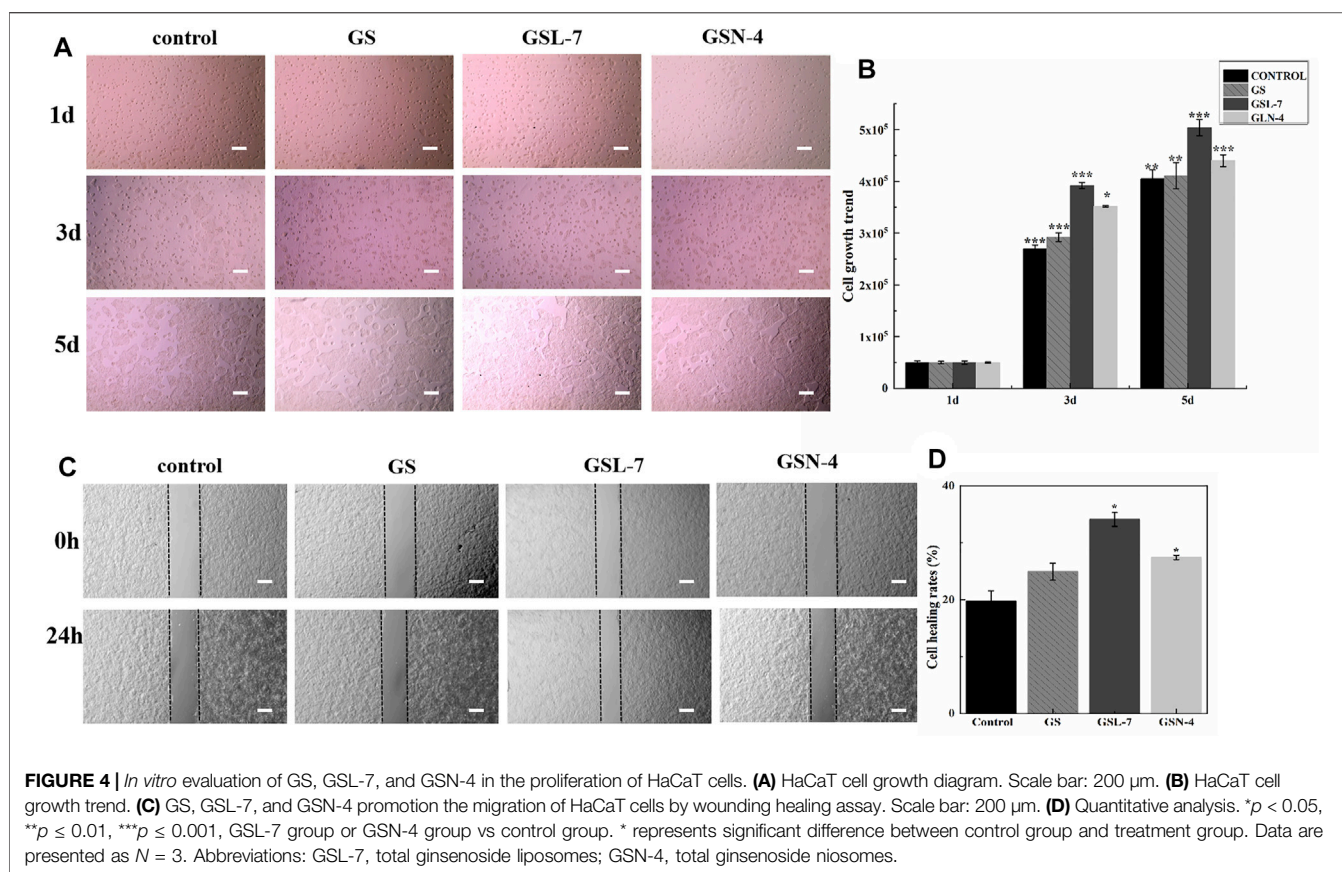 A
control GS GSL-7 GSN-4
1d
3d
5d
B
CONTROL
GS
GSL-7
GLN-4
Cell growth trend
5x10⁵
4x10⁵
3x10⁵
2x10⁵
1x10⁵
0
*** *** *** *
** ** *** ***
1d 3d 5d
C
control GS GSL-7 GSN-4
0h
24h
D
Cell healing rates (%)
40
20
0
* *
Control GS GSL-7 GSN-4
FIGURE 4 | In vitro evaluation of GS, GSL-7, and GSN-4 in the proliferation of HaCaT cells. (A) HaCaT cell growth diagram. Scale bar: 200 µm. (B) HaCaT cell
growth trend. (C) GS, GSL-7, and GSN-4 promotion the migration of HaCaT cells by wounding healing assay. Scale bar: 200 µm. (D) Quantitative analysis. *p < 0.05,
**p ≤ 0.01, ***p ≤ 0.001, GSL-7 group or GSN-4 group vs control group. * represents significant difference between control group and treatment group. Data are
presented as N = 3. Abbreviations: GSL-7, total ginsenoside liposomes; GSN-4, total ginsenoside niosomes.